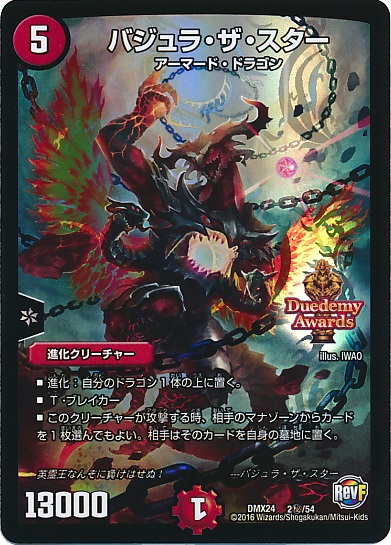 5
バジュラ・ザ・スター
アーマード・ドラゴン
Duedemy
Awards
illus. IWAO
進化クリーチャー
■ 進化：自分のドラゴン1体の上に置く。
■ T・ブレイカー
■ このクリーチャーが攻撃する時、相手のマナゾーンからカード
を1枚選んでもよい。相手はそのカードを自身の墓地に置く。
英霊王なんぞに負けはせぬ！ ---バジュラ・ザ・スター
13000
1
DMX24 2㊙/54
©2016 Wizards/Shogakukan/Mitsui-Kids
RevF